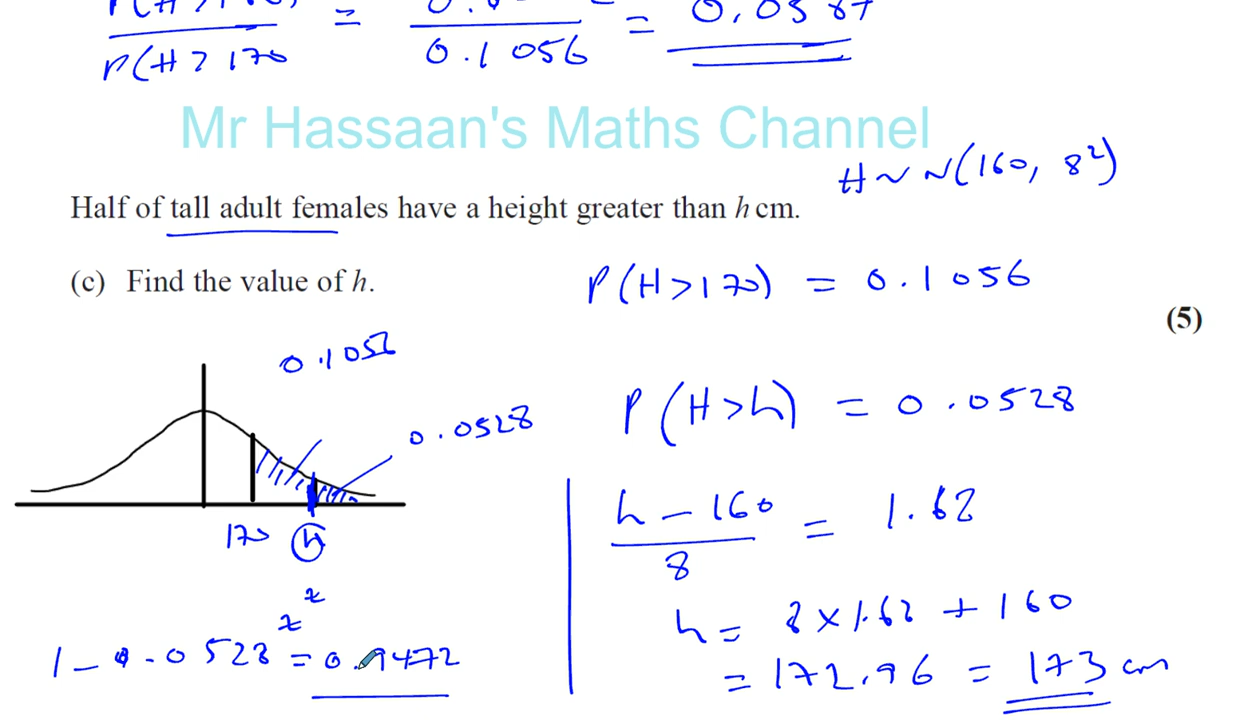 P(H > 170 = 0.1056 = 0.0587
Mr Hassaan's Maths Channel
H ~ N(160, 8²)
Half of tall adult females have a height greater than h cm.
(c) Find the value of h.
P(H>170) = 0.1056
(5)
0.1056
0.0528
170 h
z
z
1 - 0.0528 = 0.9472
P(H>h) = 0.0528
h - 160 / 8 = 1.62
h = 8 × 1.62 + 160
= 172.96 = 173 cm